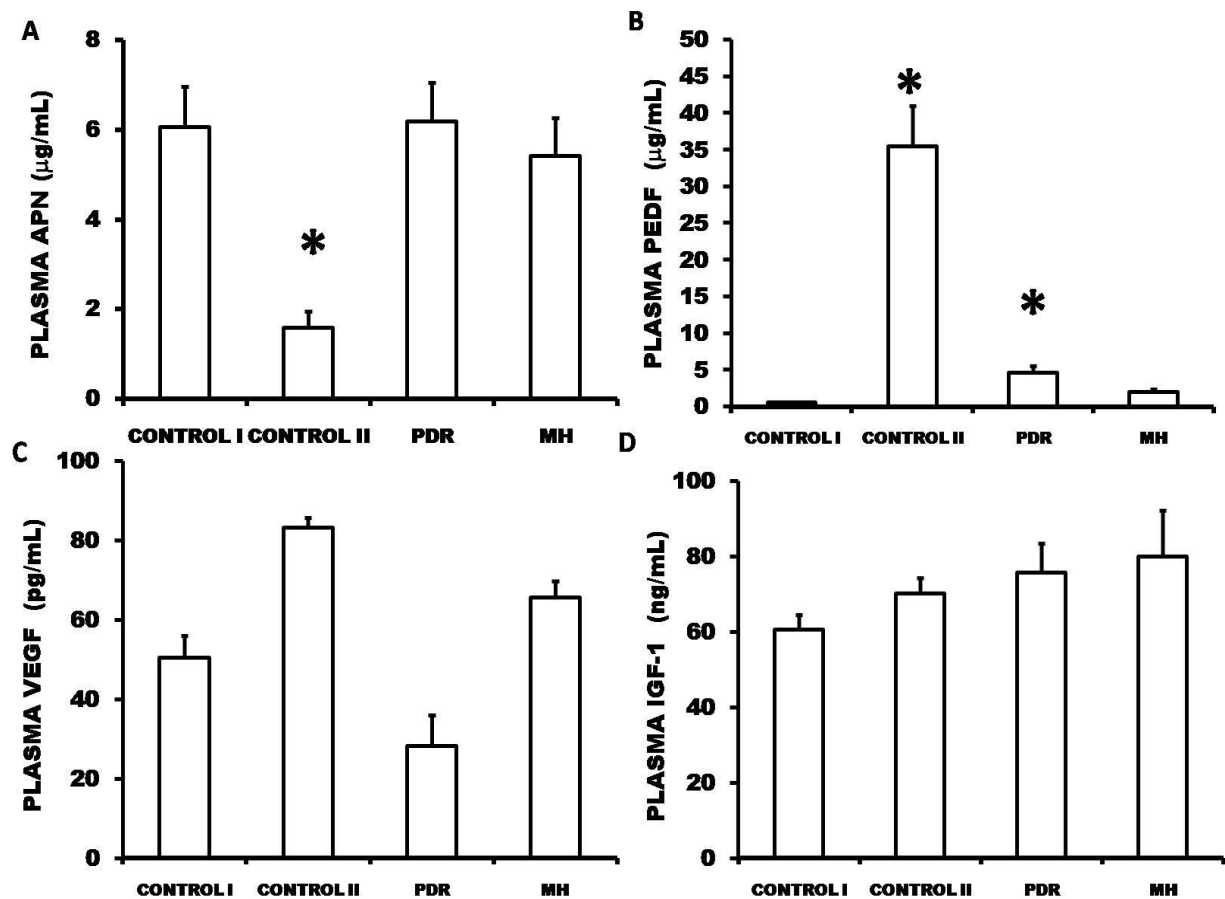 A
PLASMA APN (μg/mL)
8
6
4
2
0
*
CONTROL I CONTROL II PDR MH
B
PLASMA PEDF (μg/mL)
50
45
40
35
30
25
20
15
10
5
0
*
*
CONTROL I CONTROL II PDR MH
C
PLASMA VEGF (pg/mL)
100
80
60
40
20
0
CONTROL I CONTROL II PDR MH
D
PLASMA IGF-1 (ng/mL)
100
80
60
40
20
0
CONTROL I CONTROL II PDR MH